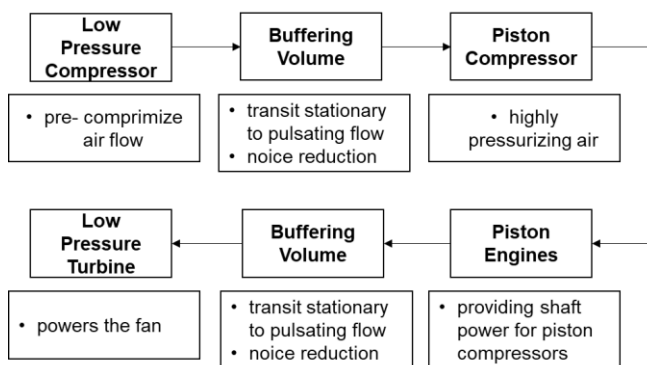 Low
Pressure
Compressor
Buffering
Volume
Piston
Compressor
• pre- comprimize
air flow
• transit stationary
to pulsating flow
• noice reduction
• highly
pressurizing air
Low
Pressure
Turbine
Buffering
Volume
Piston
Engines
• powers the fan
• transit stationary
to pulsating flow
• noice reduction
• providing shaft
power for piston
compressors